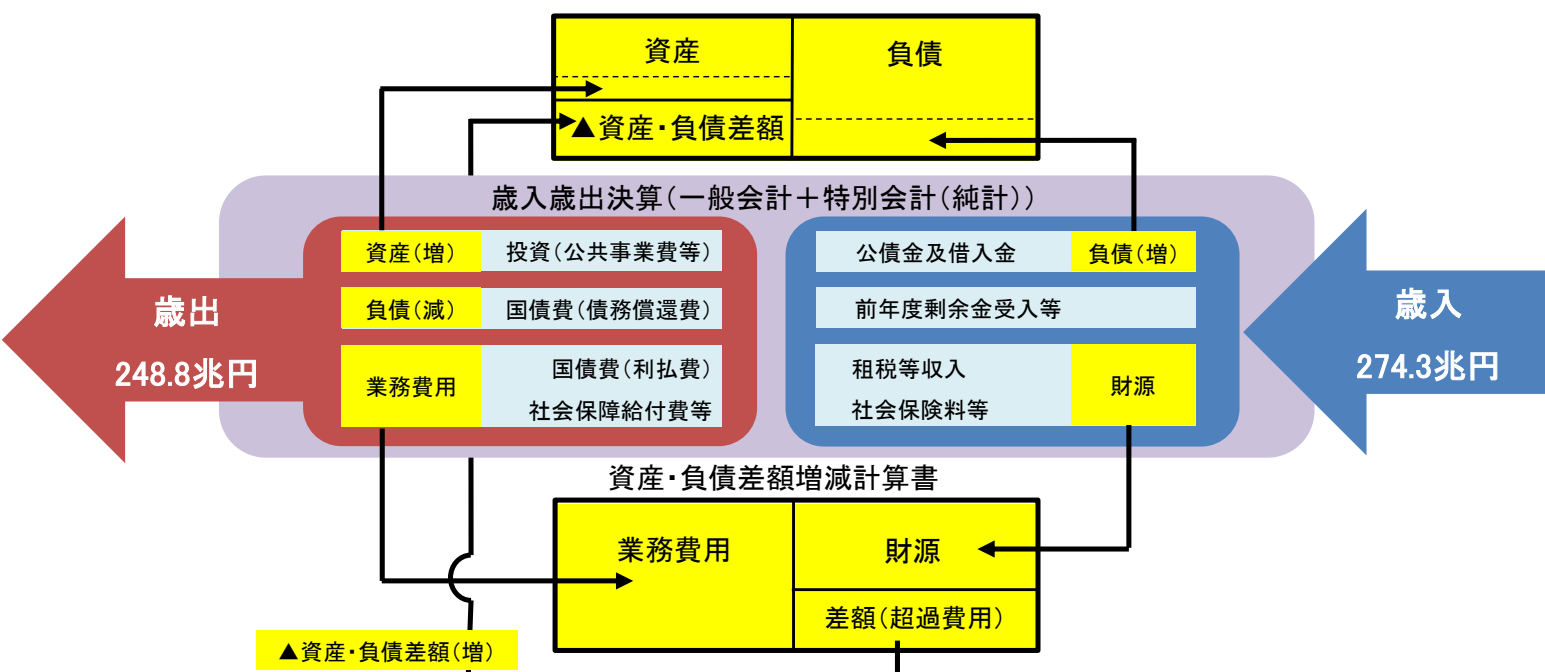 資産
負債
▲資産・負債差額
歳入歳出決算(一般会計＋特別会計(純計))
歳出
248.8兆円
資産(増)
投資(公共事業費等)
負債(減)
国債費(債務償還費)
業務費用
国債費(利払費)
社会保障給付費等
公債金及借入金
負債(増)
前年度剰余金受入等
租税等収入
社会保険料等
財源
歳入
274.3兆円
資産・負債差額増減計算書
業務費用
財源
差額(超過費用)
▲資産・負債差額(増)